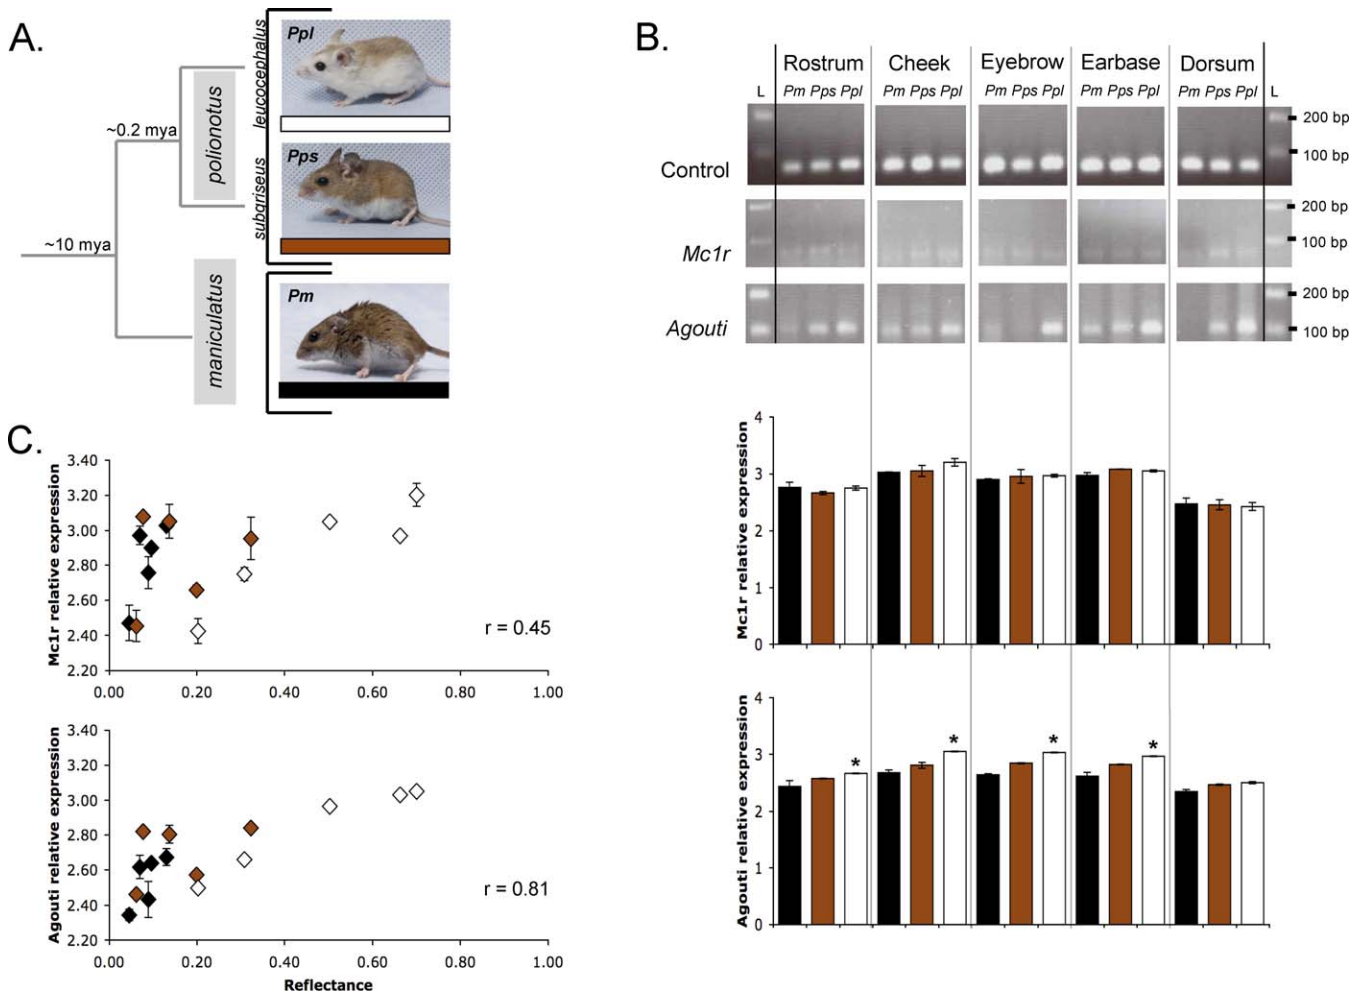 A.
leucocephalus
Ppl
~0.2 mya
polionotus
subgriseus
Pps
~10 mya
maniculatus
Pm
B.
Rostrum Cheek Eyebrow Earbase Dorsum
L Pm Pps Ppl Pm Pps Ppl Pm Pps Ppl Pm Pps Ppl Pm Pps Ppl L
200 bp
Control
100 bp
200 bp
Mc1r
100 bp
200 bp
Agouti
100 bp
Mc1r relative expression
4
3
2
1
0
Agouti relative expression
4
3
2
1
0
* * * *
C.
Mc1r relative expression
3.40
3.20
3.00
2.80
2.60
2.40
2.20
r = 0.45
0.00 0.20 0.40 0.60 0.80 1.00
Agouti relative expression
3.40
3.20
3.00
2.80
2.60
2.40
2.20
r = 0.81
0.00 0.20 0.40 0.60 0.80 1.00
Reflectance